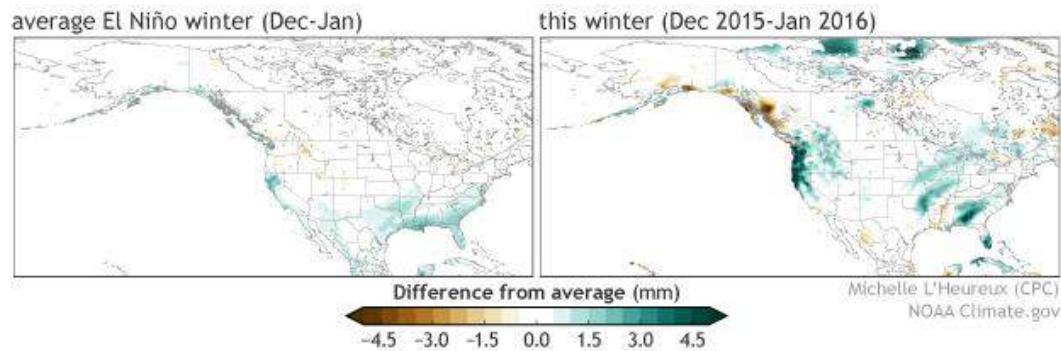 average El Niño winter (Dec-Jan)
this winter (Dec 2015-Jan 2016)
Difference from average (mm)
−4.5 −3.0 −1.5 0.0 1.5 3.0 4.5
Michelle L'Heureux (CPC)
NOAA Climate.gov